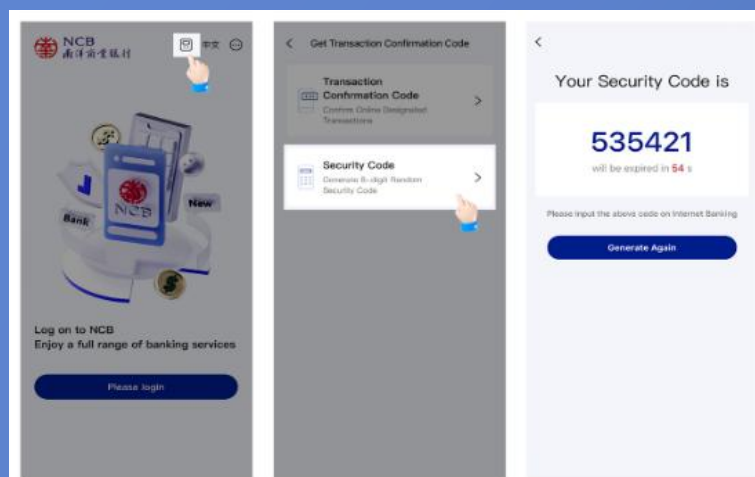 NCB
南洋商業銀行
中文
J
NCB
New
Bank
$
Log on to NCB
Enjoy a full range of banking services
Please login
Get Transaction Confirmation Code
Transaction
Confirmation Code
Confirm Online Designated
Transactions
Security Code
Generate 6-digit Random
Security Code
Your Security Code is
535421
will be expired in 54 s
Please input the above code on Internet Banking
Generate Again